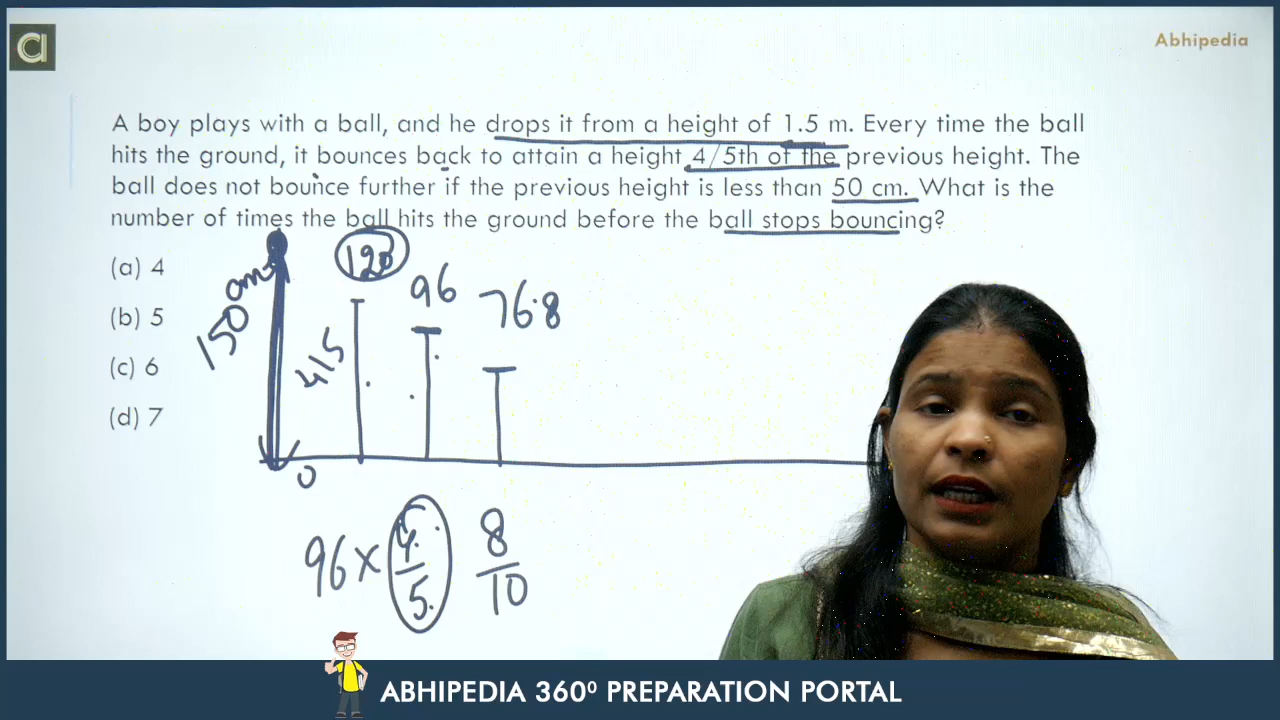 Abhipedia
A boy plays with a ball, and he drops it from a height of 1.5 m. Every time the ball
hits the ground, it bounces back to attain a height 4/5th of the previous height. The
ball does not bounce further if the previous height is less than 50 cm. What is the
number of times the ball hits the ground before the ball stops bouncing?
(a) 4
(b) 5
(c) 6
(d) 7
150 cm
120
96
76.8
4/5
0
96 × 4/5
8/10
ABHIPEDIA 360⁰ PREPARATION PORTAL